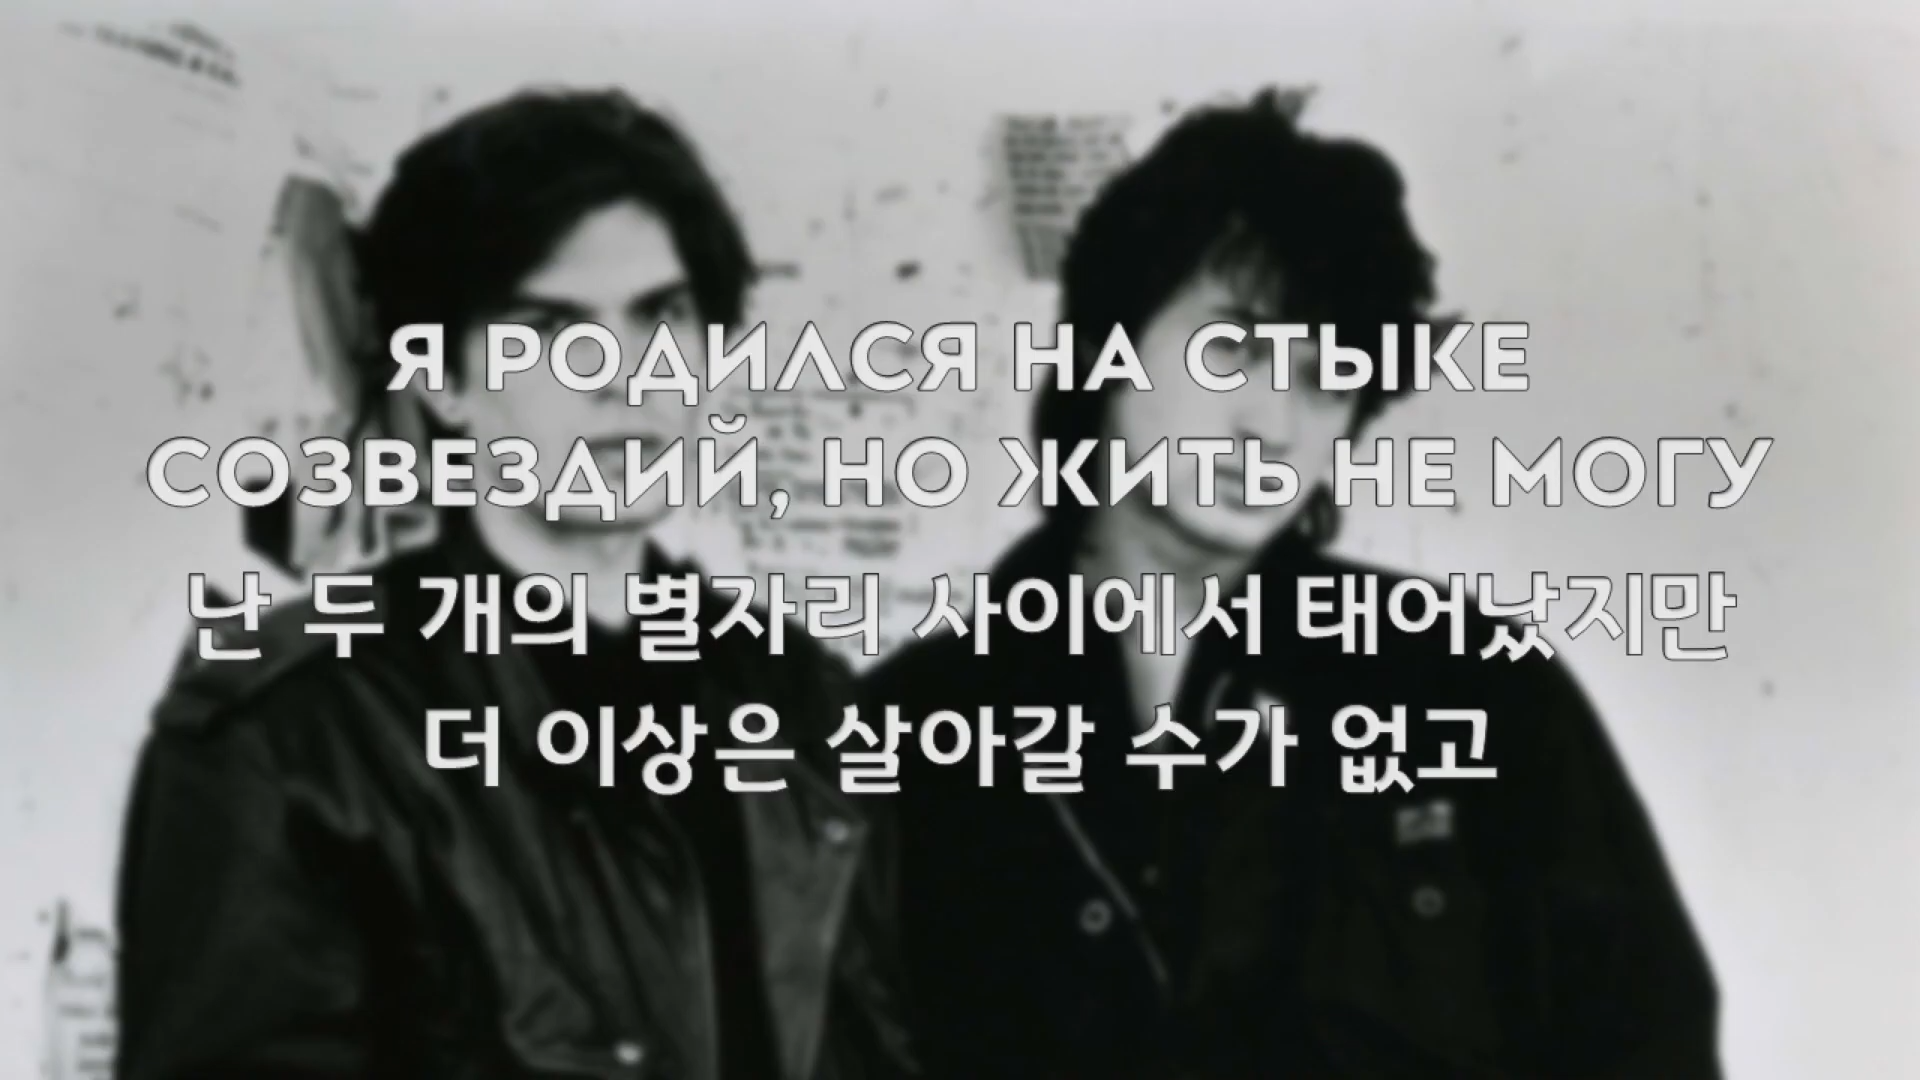 Я РОДИЛСЯ НА СТЫКЕ
СОЗВЕЗДИЙ, НО ЖИТЬ НЕ МОГУ
난 두 개의 별자리 사이에서 태어났지만
더 이상은 살아갈 수가 없고